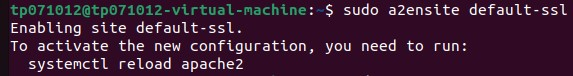 tp071012@tp071012-virtual-machine:~$ sudo a2ensite default-ssl
Enabling site default-ssl.
To activate the new configuration, you need to run:
  systemctl reload apache2